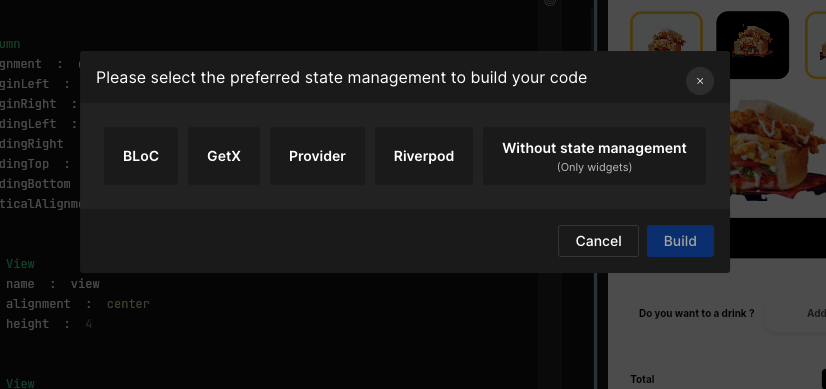 umn
gnment :
ginLeft :
ginRight :
dingLeft :
dingRight
dingTop :
dingBottom
ticalAlignme
View
name : view
alignment : center
height : 4
View
Please select the preferred state management to build your code
×
BLoC
GetX
Provider
Riverpod
Without state management
(Only widgets)
Cancel
Build
Do you want to a drink ?
Add
Total